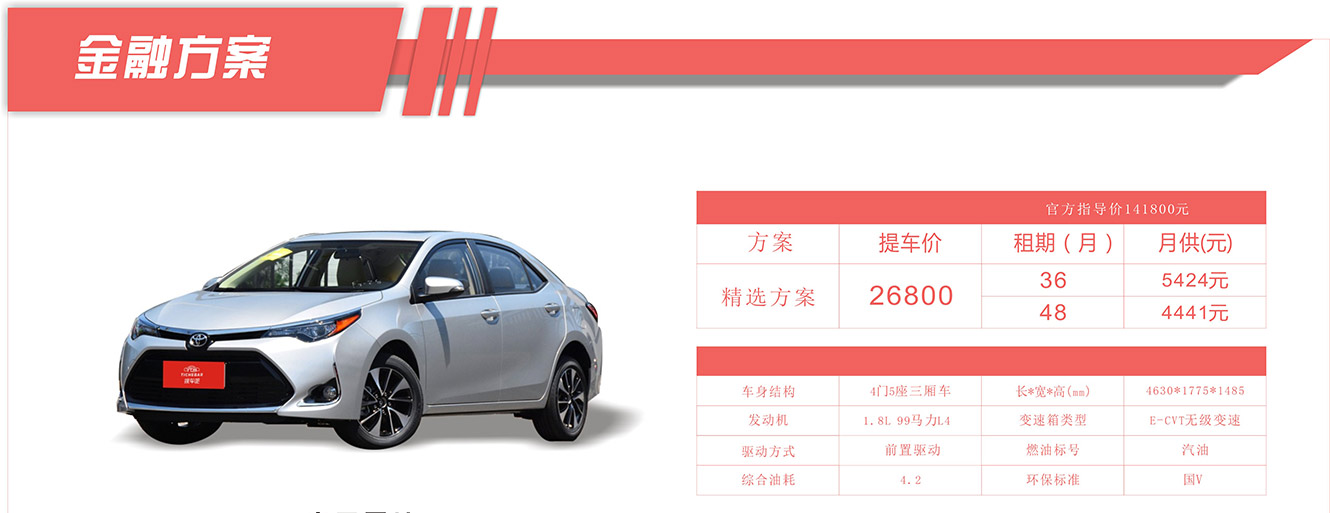 金融方案
官方指导价141800元
方案 提车价 租期（月） 月供(元)
精选方案 26800 36 5424元
48 4441元
TICHEBAR
提车吧
车身结构 4门5座三厢车 长*宽*高(mm) 4630*1775*1485
发动机 1.8L 99马力L4 变速箱类型 E-CVT无级变速
驱动方式 前置驱动 燃油标号 汽油
综合油耗 4.2 环保标准 国V